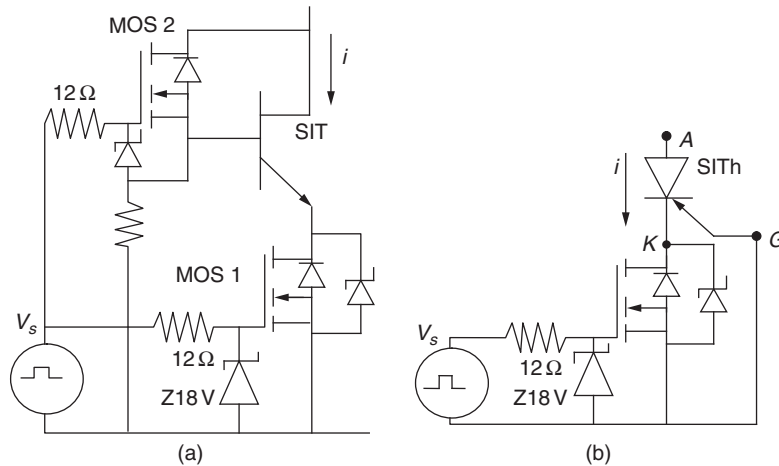 MOS 2
i
12 Ω
SIT
MOS 1
V_s
12 Ω
Z18 V
(a)
A
SITh
i
K
G
V_s
12 Ω
Z18 V
(b)